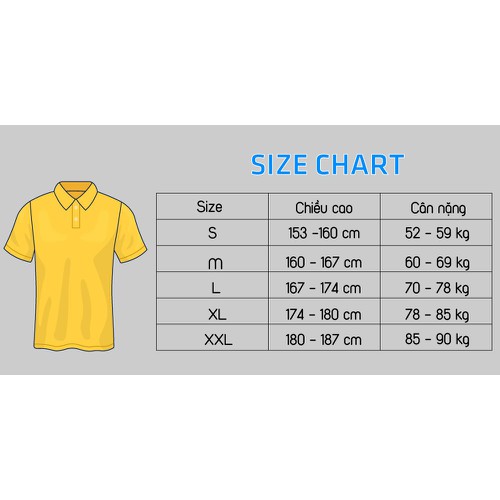 SIZE CHART
Size Chiều cao Cân nặng
S 153 -160 cm 52 - 59 kg
M 160 - 167 cm 60 - 69 kg
L 167 - 174 cm 70 - 78 kg
XL 174 - 180 cm 78 - 85 kg
XXL 180 - 187 cm 85 - 90 kg